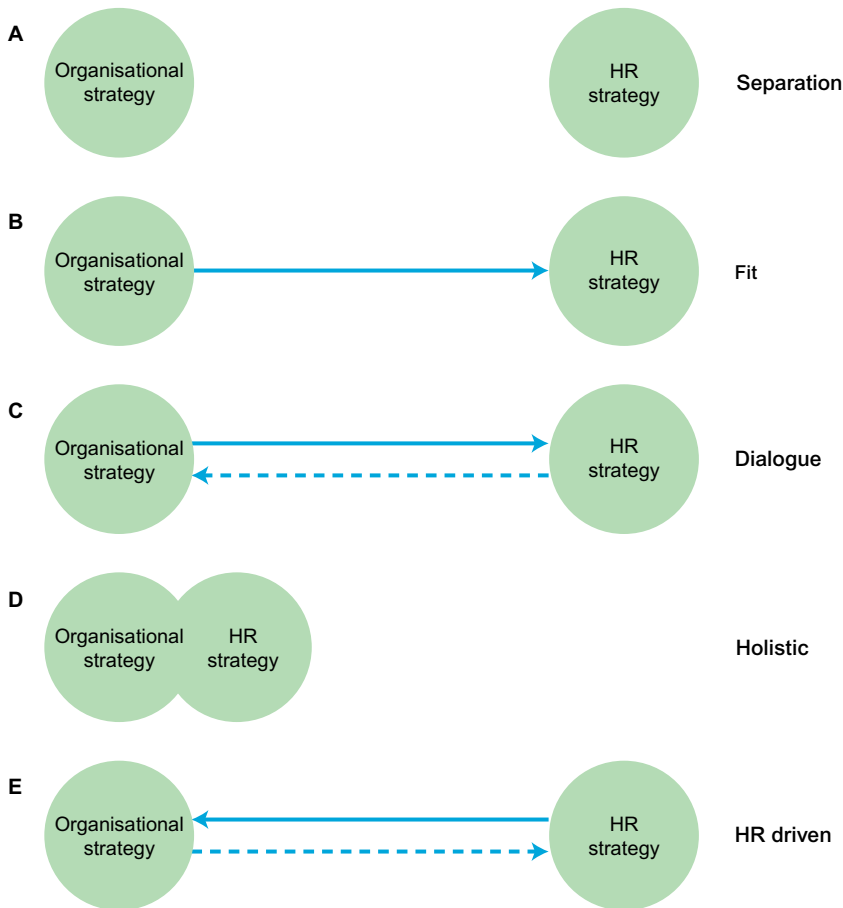 A
Organisational
strategy
HR
strategy
Separation
B
Organisational
strategy
HR
strategy
Fit
C
Organisational
strategy
HR
strategy
Dialogue
D
Organisational
strategy
HR
strategy
Holistic
E
Organisational
strategy
HR
strategy
HR driven